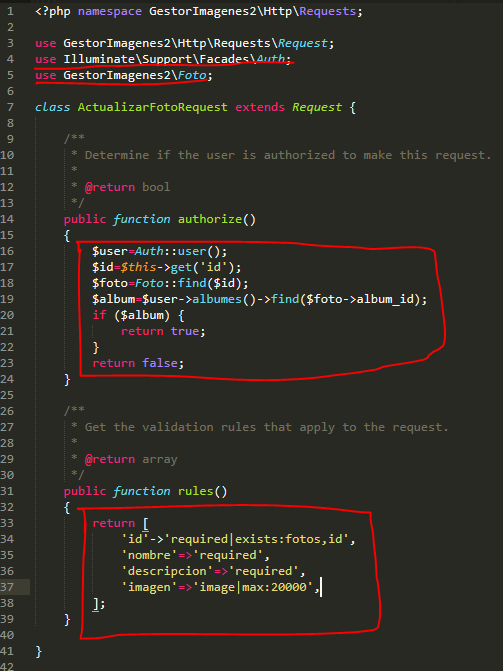 1 <?php namespace GestorImagenes2\Http\Requests;
2
3 use GestorImagenes2\Http\Requests\Request;
4 use Illuminate\Support\Facades\Auth;
5 use GestorImagenes2\Foto;
6
7 class ActualizarFotoRequest extends Request {
8
9 /**
10 * Determine if the user is authorized to make this request.
11 *
12 * @return bool
13 */
14 public function authorize()
15 {
16 $user=Auth::user();
17 $id=$this->get('id');
18 $foto=Foto::find($id);
19 $album=$user->albumes()->find($foto->album_id);
20 if ($album) {
21 return true;
22 }
23 return false;
24 }
25
26 /**
27 * Get the validation rules that apply to the request.
28 *
29 * @return array
30 */
31 public function rules()
32 {
33 return [
34 'id'->'required|exists:fotos,id',
35 'nombre'=>'required',
36 'descripcion'=>'required',
37 'imagen'=>'image|max:20000',
38 ];
39 }
40
41 }
42